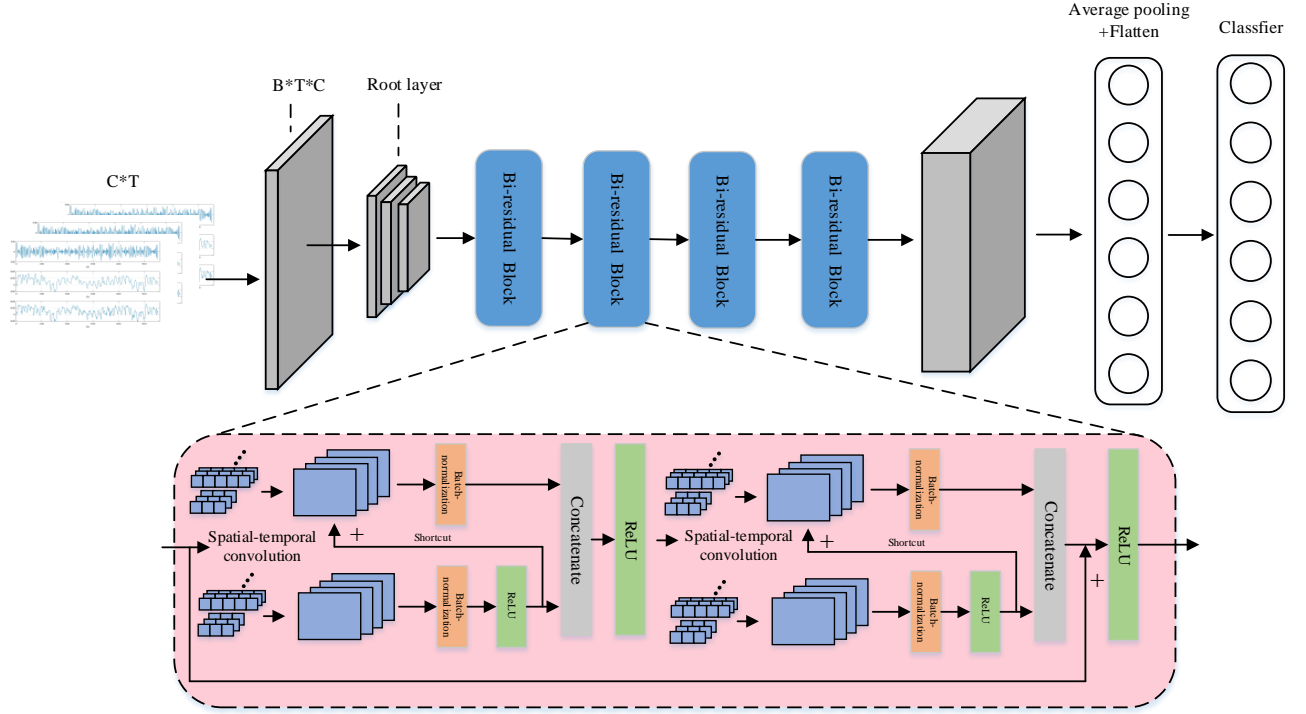 Average pooling
+Flatten
Classfier
B*T*C
Root layer
C*T
Bi-residual Block
Bi-residual Block
Bi-residual Block
Bi-residual Block
Batch-
normalization
Concatenate
ReLU
Batch-
normalization
Concatenate
ReLU
Spatial-temporal
convolution
+
Shortcut
Spatial-temporal
convolution
+
Shortcut
+
Batch-
normalization
ReLU
Batch-
normalization
ReLU